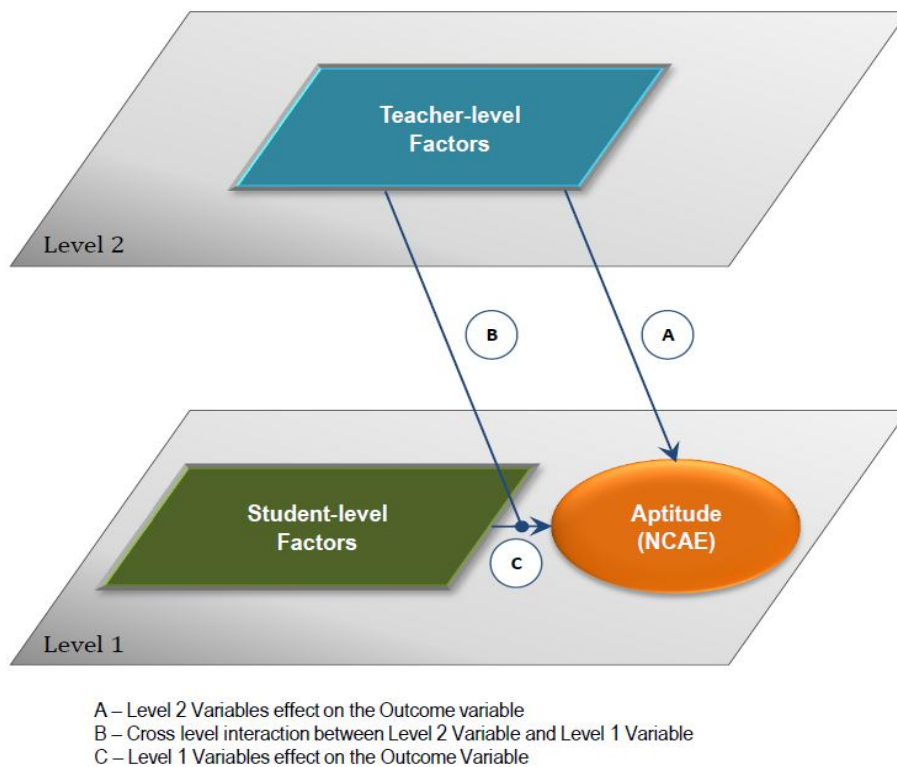 Teacher-level
Factors
Level 2
B
A
Student-level
Factors
Aptitude
(NCAE)
C
Level 1
A – Level 2 Variables effect on the Outcome variable
B – Cross level interaction between Level 2 Variable and Level 1 Variable
C – Level 1 Variables effect on the Outcome Variable